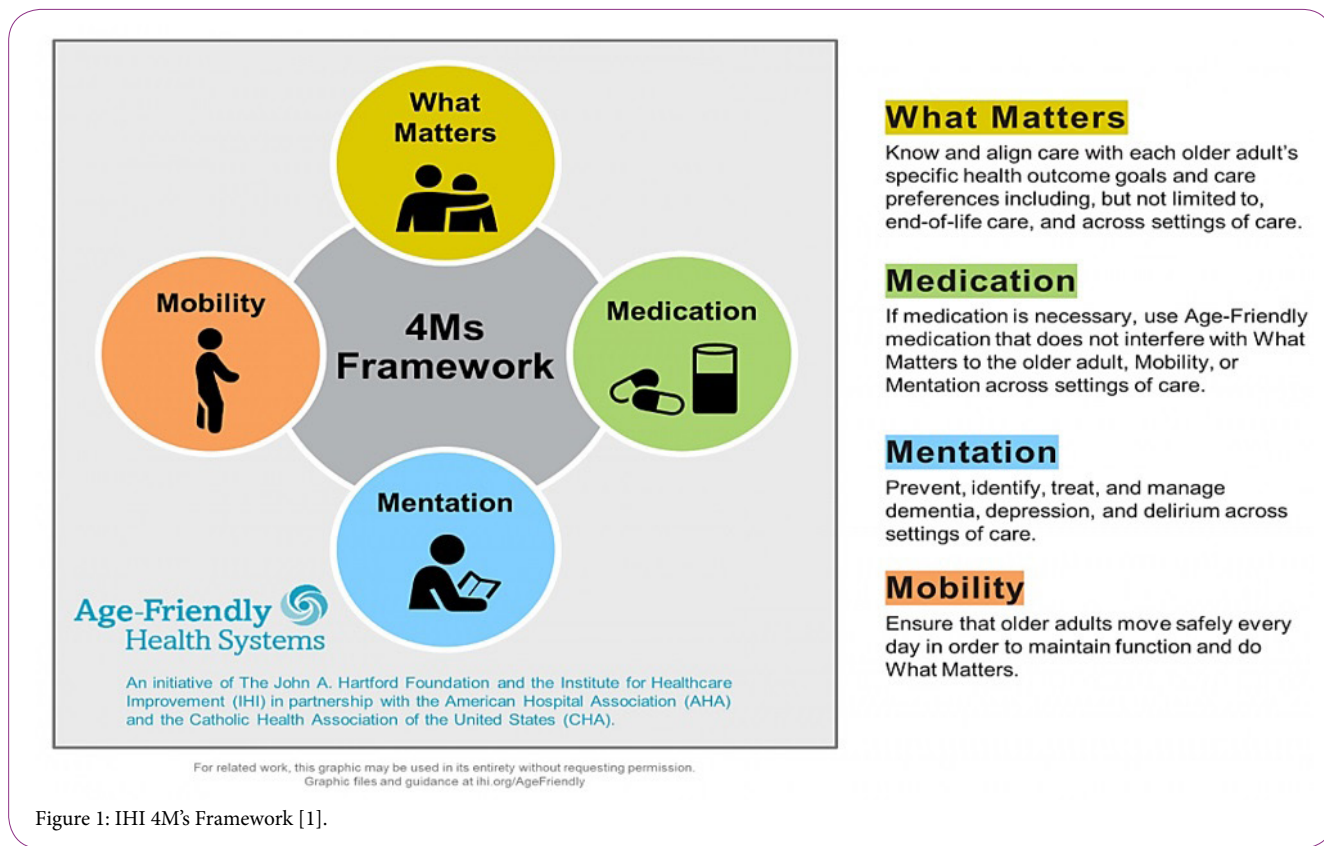 What
Matters
Mobility
Medication
4Ms
Framework
Mentation
Age-Friendly
Health Systems
An initiative of The John A. Hartford Foundation and the Institute for Healthcare
Improvement (IHI) in partnership with the American Hospital Association (AHA)
and the Catholic Health Association of the United States (CHA).
What Matters
Know and align care with each older adult's
specific health outcome goals and care
preferences including, but not limited to,
end-of-life care, and across settings of care.
Medication
If medication is necessary, use Age-Friendly
medication that does not interfere with What
Matters to the older adult, Mobility, or
Mentation across settings of care.
Mentation
Prevent, identify, treat, and manage
dementia, depression, and delirium across
settings of care.
Mobility
Ensure that older adults move safely every
day in order to maintain function and do
What Matters.
For related work, this graphic may be used in its entirety without requesting permission.
Graphic files and guidance at ihi.org/AgeFriendly
Figure 1: IHI 4M's Framework [1].